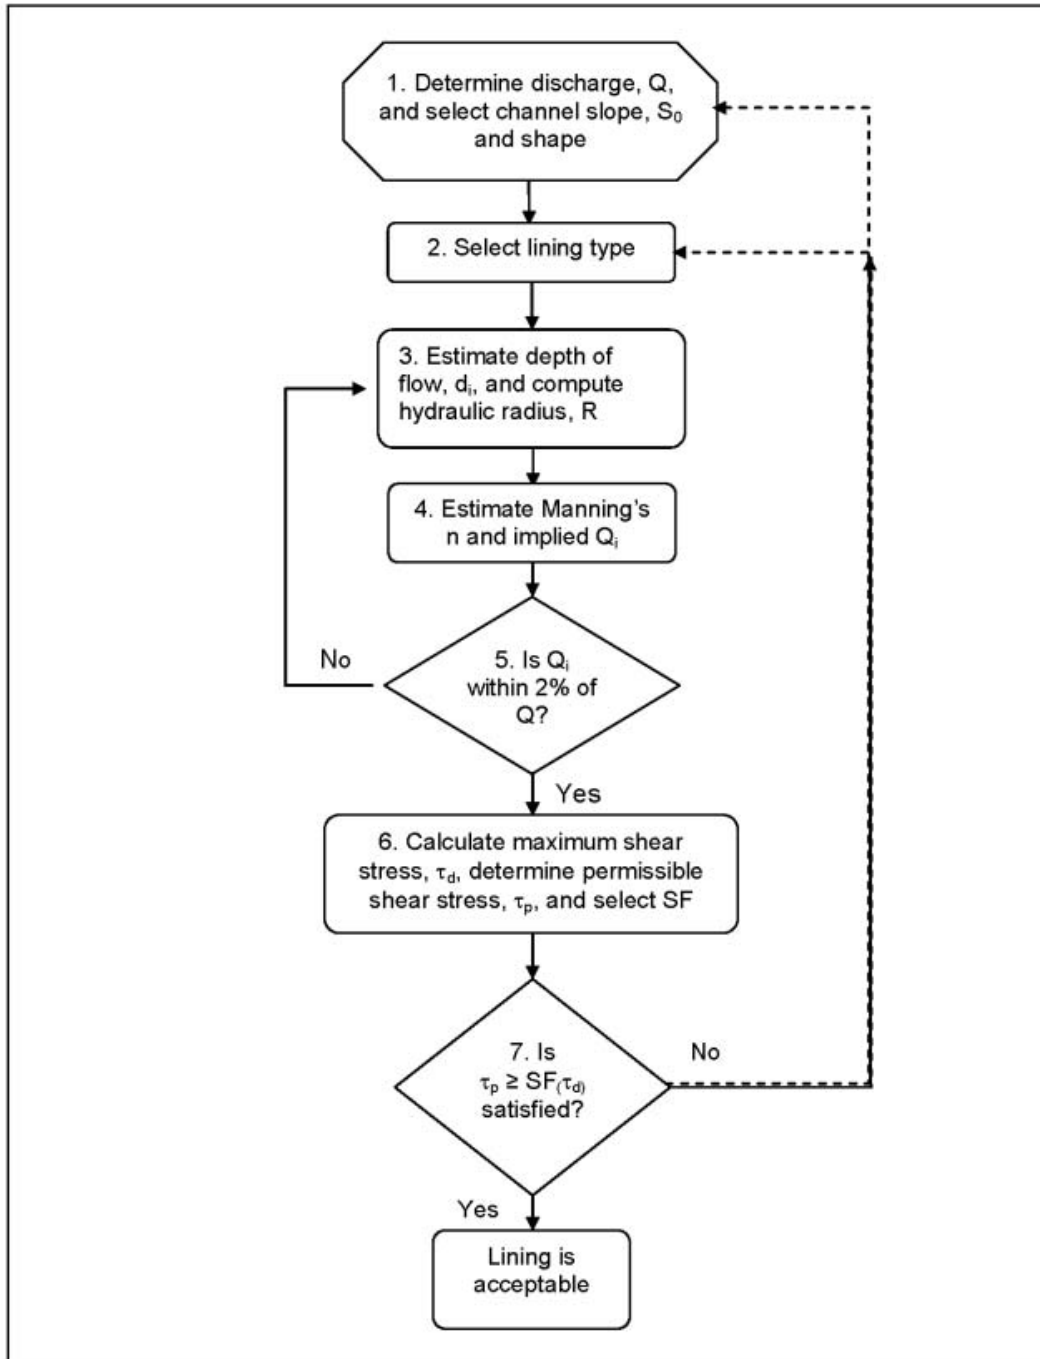 1. Determine discharge, Q,
and select channel slope, S₀
and shape
2. Select lining type
3. Estimate depth of
flow, dᵢ, and compute
hydraulic radius, R
4. Estimate Manning's
n and implied Qᵢ
No
5. Is Qᵢ
within 2% of
Q?
Yes
6. Calculate maximum shear
stress, τ_d, determine permissible
shear stress, τₚ, and select SF
7. Is
τₚ ≥ SF(τ_d)
satisfied?
No
Yes
Lining is
acceptable